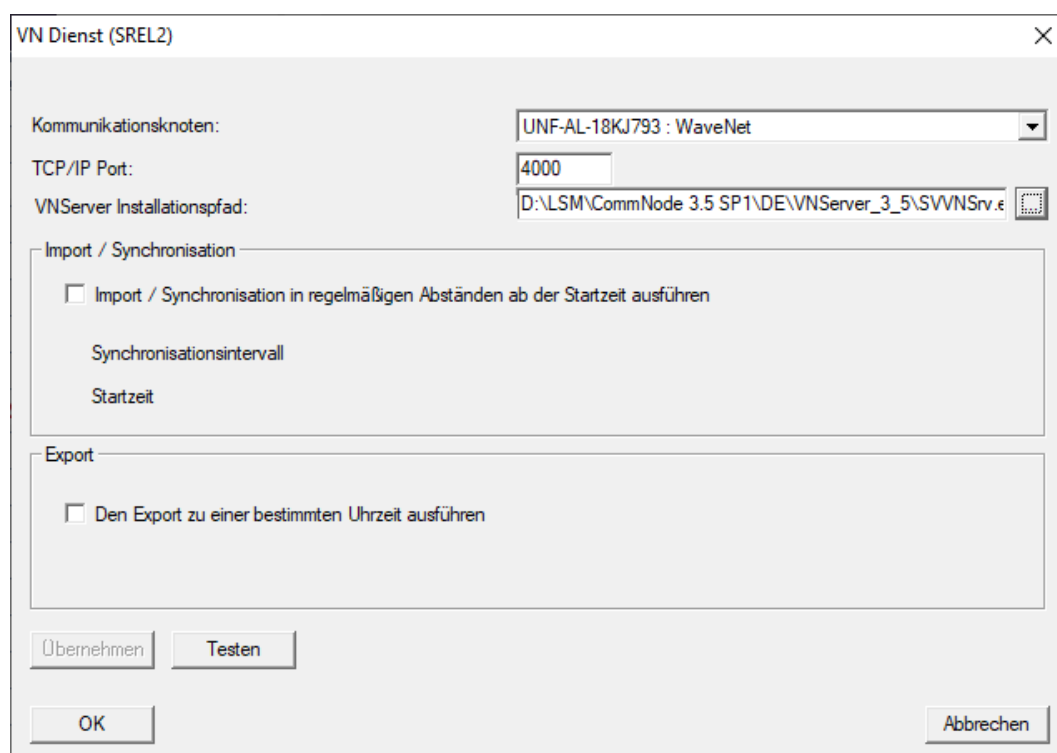 VN Dienst (SREL2)
Kommunikationsknoten: UNF-AL-18KJ793 : WaveNet
TCP/IP Port: 4000
VNServer Installationspfad: D:\LSM\CommNode 3.5 SP1\DE\VNServer_3_5\SVVNSrv.e
Import / Synchronisation
Import / Synchronisation in regelmäßigen Abständen ab der Startzeit ausführen
Synchronisationsintervall
Startzeit
Export
Den Export zu einer bestimmten Uhrzeit ausführen
Übernehmen Testen
OK Abbrechen